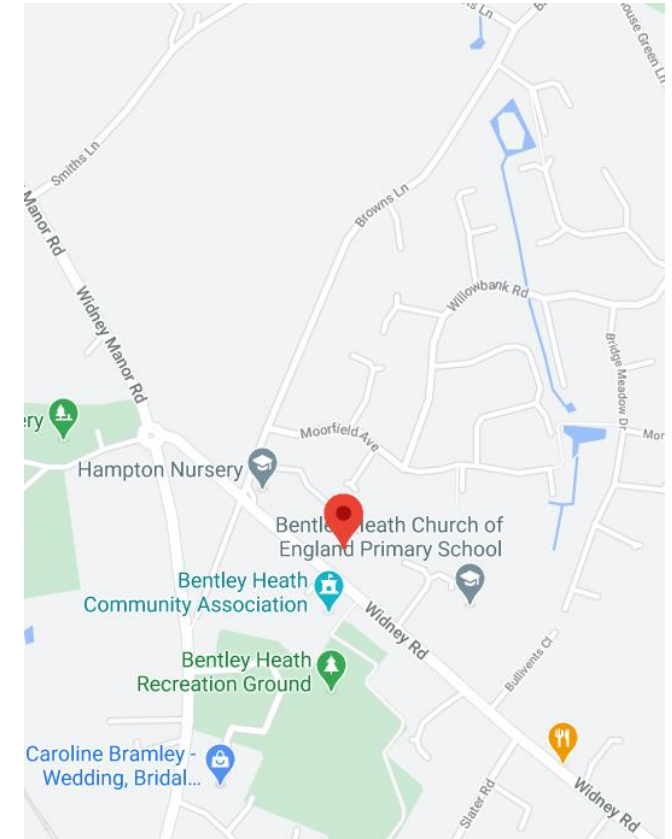 Ln
Smiths Ln
Browns Ln
Manor Rd
Widney Manor Rd
Willowbank Rd
Bridge Meadow Dr
Moorfield Ave
Hampton Nursery
Bentley Heath Church of
England Primary School
Bentley Heath
Community Association
Widney Rd
Bentley Heath
Recreation Ground
Bullivents Cl
Caroline Bramley -
Wedding, Bridal...
Slater Rd
Widney Rd